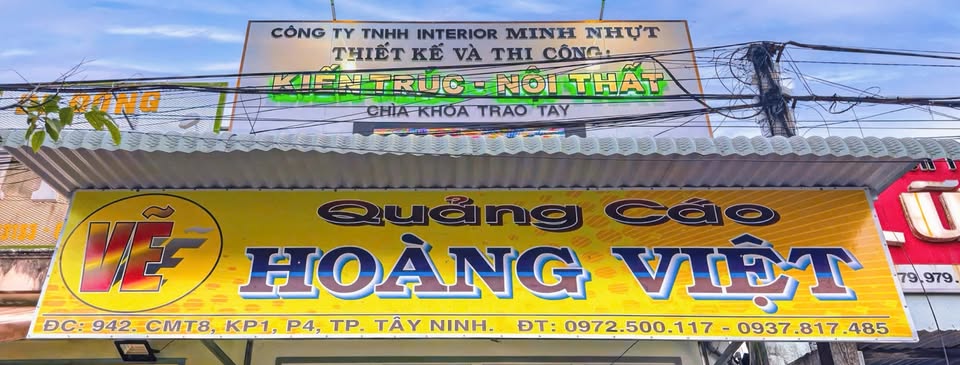 CÔNG TY TNHH INTERIOR MINH NHỰT
THIẾT KẾ VÀ THI CÔNG:
KIẾN TRÚC - NỘI THẤT
CHÌA KHÓA TRAO TAY
VẼ
Quảng Cáo
HOÀNG VIỆT
ĐC: 942. CMT8, KP1, P4, TP. TÂY NINH. ĐT: 0972.500.117 - 0937.817.485
79.979.